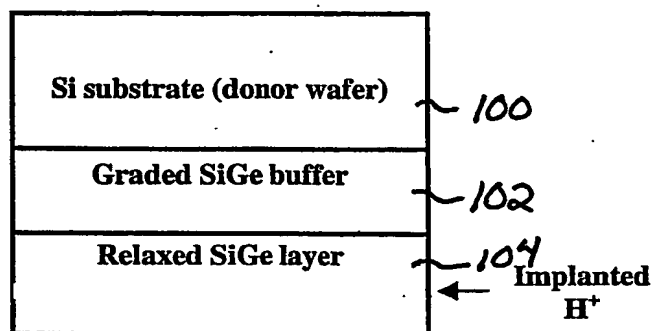 Si substrate (donor wafer)
100
Graded SiGe buffer
102
Relaxed SiGe layer
104
Implanted
H+